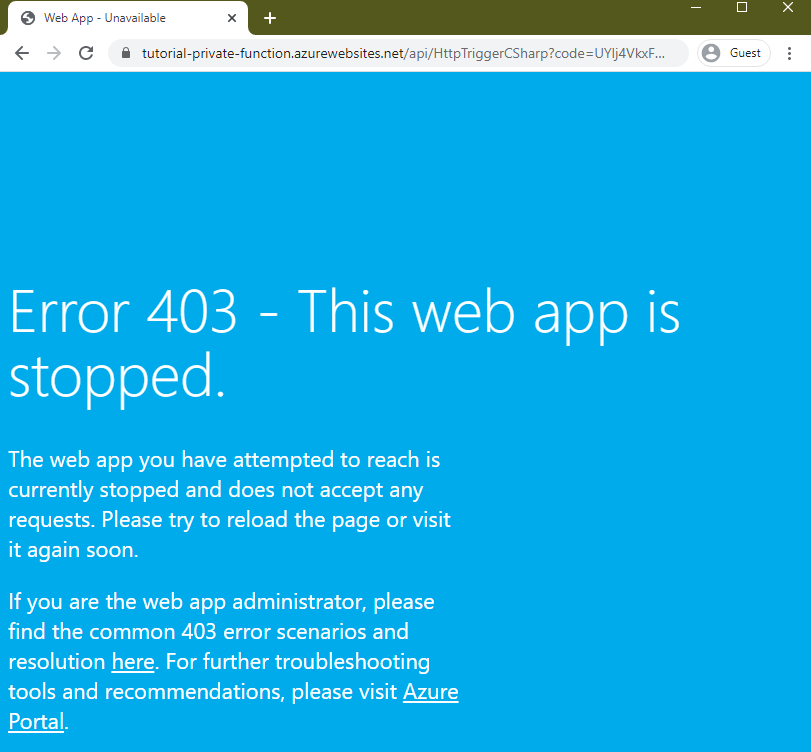 Web App - Unavailable
tutorial-private-function.azurewebsites.net/api/HttpTriggerCSharp?code=UYlj4VkxF...
Guest
Error 403 - This web app is
stopped.
The web app you have attempted to reach is
currently stopped and does not accept any
requests. Please try to reload the page or visit
it again soon.
If you are the web app administrator, please
find the common 403 error scenarios and
resolution here. For further troubleshooting
tools and recommendations, please visit Azure
Portal.